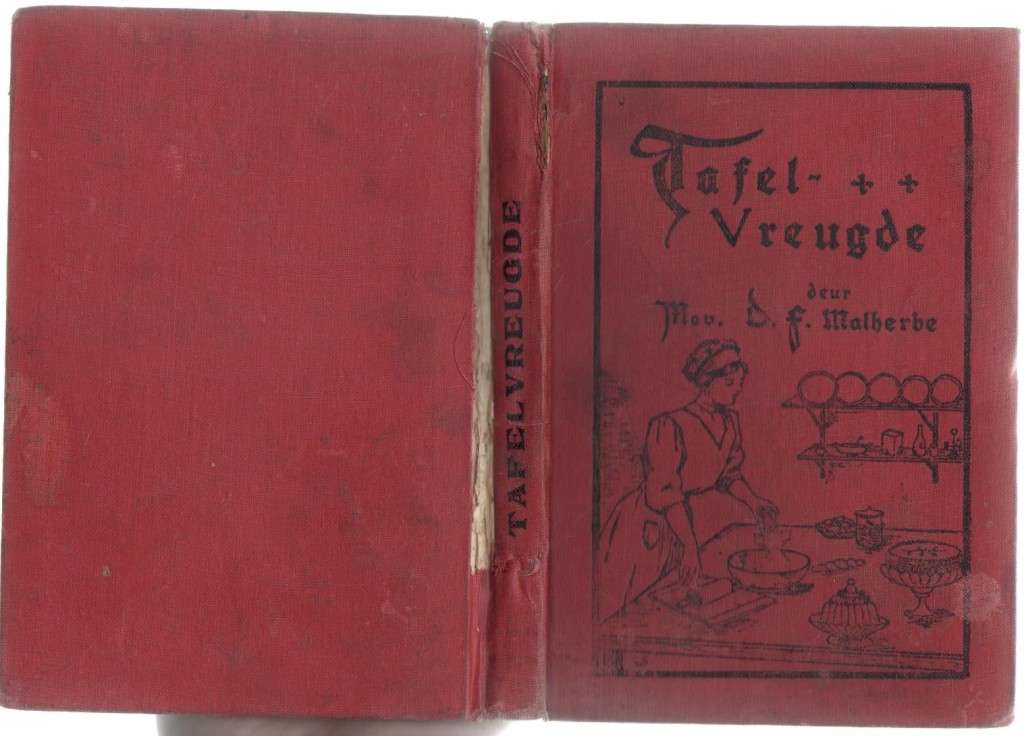 TAFELVREUGDE
Tafel-
Vreugde
deur
Mev. D. F. Malherbe